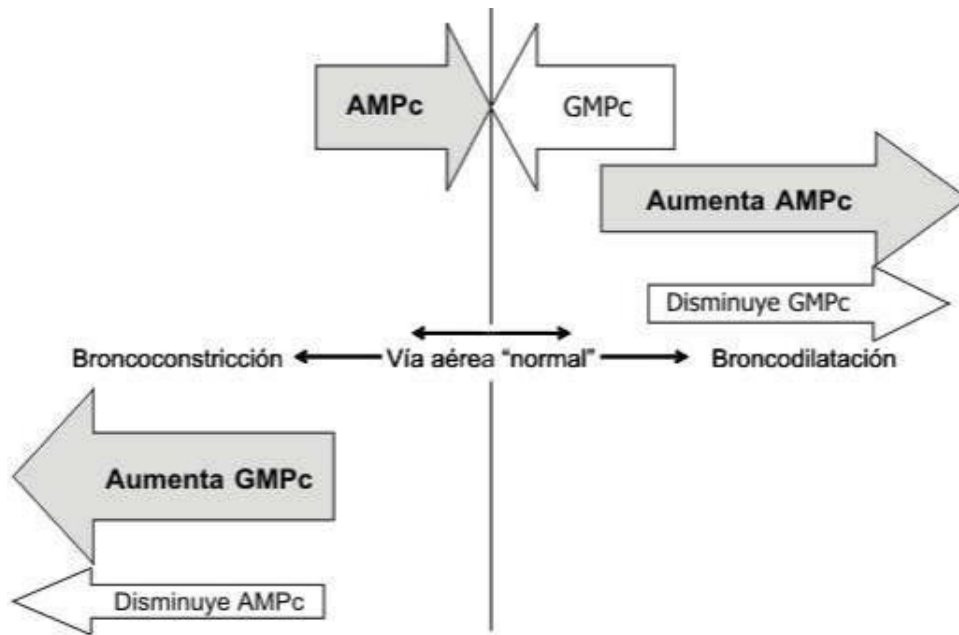 AMPc
GMPc
Aumenta AMPc
Disminuye GMPc
Broncoconstricción
Vía aérea “normal”
Broncodilatación
Aumenta GMPc
Disminuye AMPc